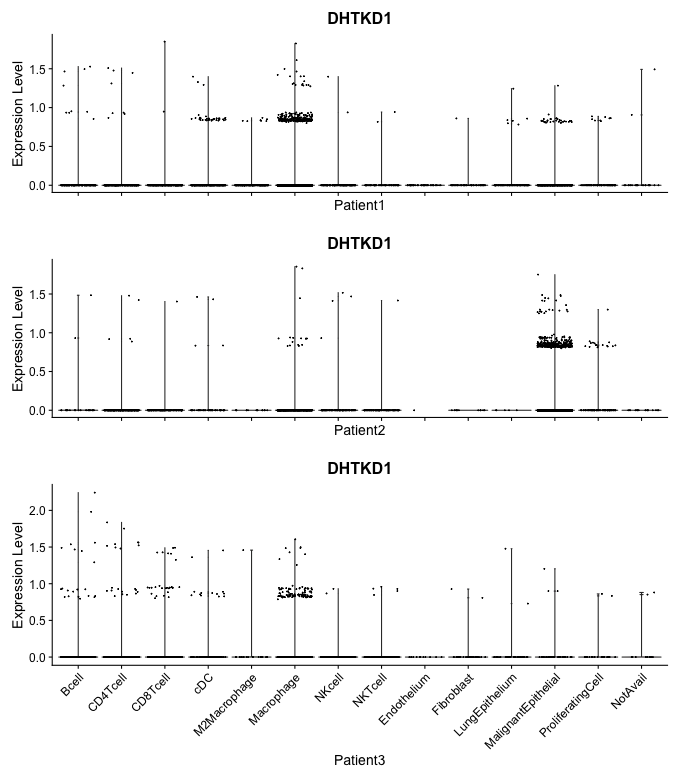 DHTKD1
Expression Level
1.5
1.0
0.5
0.0
Patient1
DHTKD1
Expression Level
1.5
1.0
0.5
0.0
Patient2
DHTKD1
Expression Level
2.0
1.5
1.0
0.5
0.0
Bcell
CD4Tcell
CD8Tcell
cDC
M2Macrophage
Macrophage
NKcell
NKTcell
Endothelium
Fibroblast
LungEpithelium
MalignantEpithelial
ProliferatingCell
NotAvail
Patient3